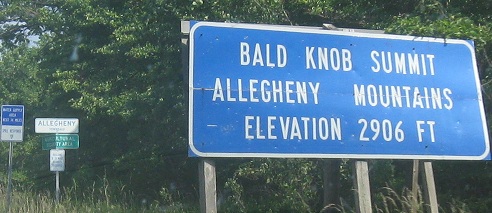 BALD KNOB SUMMIT
ALLEGHENY MOUNTAINS
ELEVATION 2906 FT
ALLEGHENY